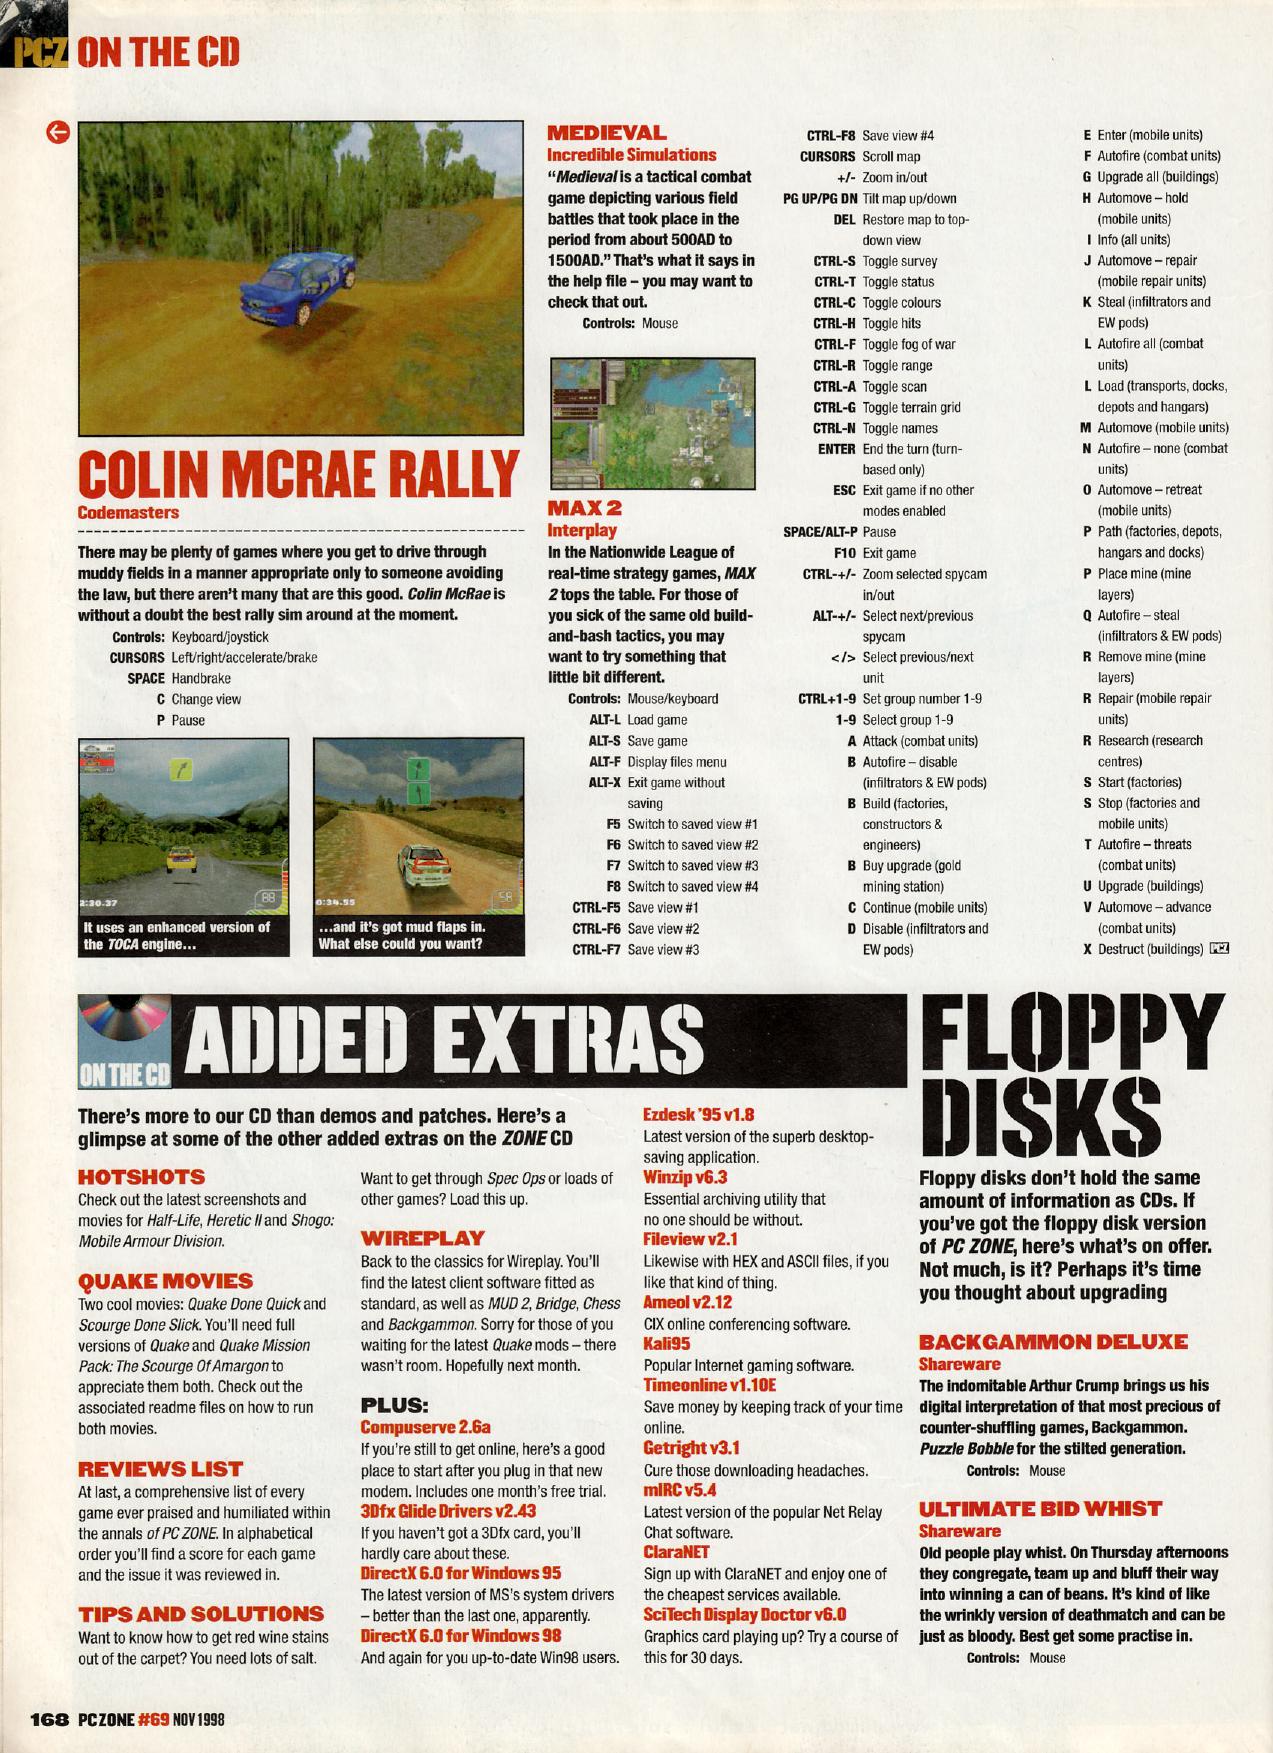 PCZ ON THE CD
COLIN MCRAE RALLY
Codemasters
There may be plenty of games where you get to drive through
muddy fields in a manner appropriate only to someone avoiding
the law, but there aren't many that are this good. Colin McRae is
without a doubt the best rally sim around at the moment.
Controls: Keyboard/joystick
CURSORS Left/right/accelerate/brake
SPACE Handbrake
C Change view
P Pause
2:30.37
88
It uses an enhanced version of
the TOCA engine...
0:34.55
58
...and it's got mud flaps in.
What else could you want?
MEDIEVAL
Incredible Simulations
"Medieval is a tactical combat
game depicting various field
battles that took place in the
period from about 500AD to
1500AD." That's what it says in
the help file – you may want to
check that out.
Controls: Mouse
MAX 2
Interplay
In the Nationwide League of
real-time strategy games, MAX
2 tops the table. For those of
you sick of the same old build-
and-bash tactics, you may
want to try something that
little bit different.
Controls: Mouse/keyboard
ALT-L Load game
ALT-S Save game
ALT-F Display files menu
ALT-X Exit game without
saving
F5 Switch to saved view #1
F6 Switch to saved view #2
F7 Switch to saved view #3
F8 Switch to saved view #4
CTRL-F5 Save view #1
CTRL-F6 Save view #2
CTRL-F7 Save view #3
CTRL-F8 Save view #4
CURSORS Scroll map
+/- Zoom in/out
PG UP/PG DN Tilt map up/down
DEL Restore map to top-
down view
CTRL-S Toggle survey
CTRL-T Toggle status
CTRL-C Toggle colours
CTRL-H Toggle hits
CTRL-F Toggle fog of war
CTRL-R Toggle range
CTRL-A Toggle scan
CTRL-G Toggle terrain grid
CTRL-N Toggle names
ENTER End the turn (turn-
based only)
ESC Exit game if no other
modes enabled
SPACE/ALT-P Pause
F10 Exit game
CTRL-+/- Zoom selected spycam
in/out
ALT-+/- Select next/previous
spycam
</> Select previous/next
unit
CTRL+1-9 Set group number 1-9
1-9 Select group 1-9
A Attack (combat units)
B Autofire – disable
(infiltrators & EW pods)
B Build (factories,
constructors &
engineers)
B Buy upgrade (gold
mining station)
C Continue (mobile units)
D Disable (infiltrators and
EW pods)
E Enter (mobile units)
F Autofire (combat units)
G Upgrade all (buildings)
H Automove – hold
(mobile units)
I Info (all units)
J Automove – repair
(mobile repair units)
K Steal (infiltrators and
EW pods)
L Autofire all (combat
units)
L Load (transports, docks,
depots and hangars)
M Automove (mobile units)
N Autofire – none (combat
units)
O Automove – retreat
(mobile units)
P Path (factories, depots,
hangars and docks)
P Place mine (mine
layers)
Q Autofire – steal
(infiltrators & EW pods)
R Remove mine (mine
layers)
R Repair (mobile repair
units)
R Research (research
centres)
S Start (factories)
S Stop (factories and
mobile units)
T Autofire – threats
(combat units)
U Upgrade (buildings)
V Automove – advance
(combat units)
X Destruct (buildings) PCZ
ON THE CD
ADDED EXTRAS
There's more to our CD than demos and patches. Here's a
glimpse at some of the other added extras on the ZONE CD
HOTSHOTS
Check out the latest screenshots and
movies for Half-Life, Heretic II and Shogo:
Mobile Armour Division.
QUAKE MOVIES
Two cool movies: Quake Done Quick and
Scourge Done Slick. You'll need full
versions of Quake and Quake Mission
Pack: The Scourge Of Amargon to
appreciate them both. Check out the
associated readme files on how to run
both movies.
REVIEWS LIST
At last, a comprehensive list of every
game ever praised and humiliated within
the annals of PC ZONE. In alphabetical
order you'll find a score for each game
and the issue it was reviewed in.
TIPS AND SOLUTIONS
Want to know how to get red wine stains
out of the carpet? You need lots of salt.
Want to get through Spec Ops or loads of
other games? Load this up.
WIREPLAY
Back to the classics for Wireplay. You'll
find the latest client software fitted as
standard, as well as MUD 2, Bridge, Chess
and Backgammon. Sorry for those of you
waiting for the latest Quake mods – there
wasn't room. Hopefully next month.
PLUS:
Compuserve 2.6a
If you're still to get online, here's a good
place to start after you plug in that new
modem. Includes one month's free trial.
3Dfx Glide Drivers v2.43
If you haven't got a 3Dfx card, you'll
hardly care about these.
DirectX 6.0 for Windows 95
The latest version of MS's system drivers
– better than the last one, apparently.
DirectX 6.0 for Windows 98
And again for you up-to-date Win98 users.
Ezdesk '95 v1.8
Latest version of the superb desktop-
saving application.
Winzip v6.3
Essential archiving utility that
no one should be without.
Fileview v2.1
Likewise with HEX and ASCII files, if you
like that kind of thing.
Ameol v2.12
CIX online conferencing software.
Kali95
Popular Internet gaming software.
Timeonline v1.10E
Save money by keeping track of your time
online.
Getright v3.1
Cure those downloading headaches.
mIRC v5.4
Latest version of the popular Net Relay
Chat software.
ClaraNET
Sign up with ClaraNET and enjoy one of
the cheapest services available.
SciTech Display Doctor v6.0
Graphics card playing up? Try a course of
this for 30 days.
FLOPPY
DISKS
Floppy disks don't hold the same
amount of information as CDs. If
you've got the floppy disk version
of PC ZONE, here's what's on offer.
Not much, is it? Perhaps it's time
you thought about upgrading
BACKGAMMON DELUXE
Shareware
The indomitable Arthur Crump brings us his
digital interpretation of that most precious of
counter-shuffling games, Backgammon.
Puzzle Bobble for the stilted generation.
Controls: Mouse
ULTIMATE BID WHIST
Shareware
Old people play whist. On Thursday afternoons
they congregate, team up and bluff their way
into winning a can of beans. It's kind of like
the wrinkly version of deathmatch and can be
just as bloody. Best get some practise in.
Controls: Mouse
168 PC ZONE #69 NOV 1998